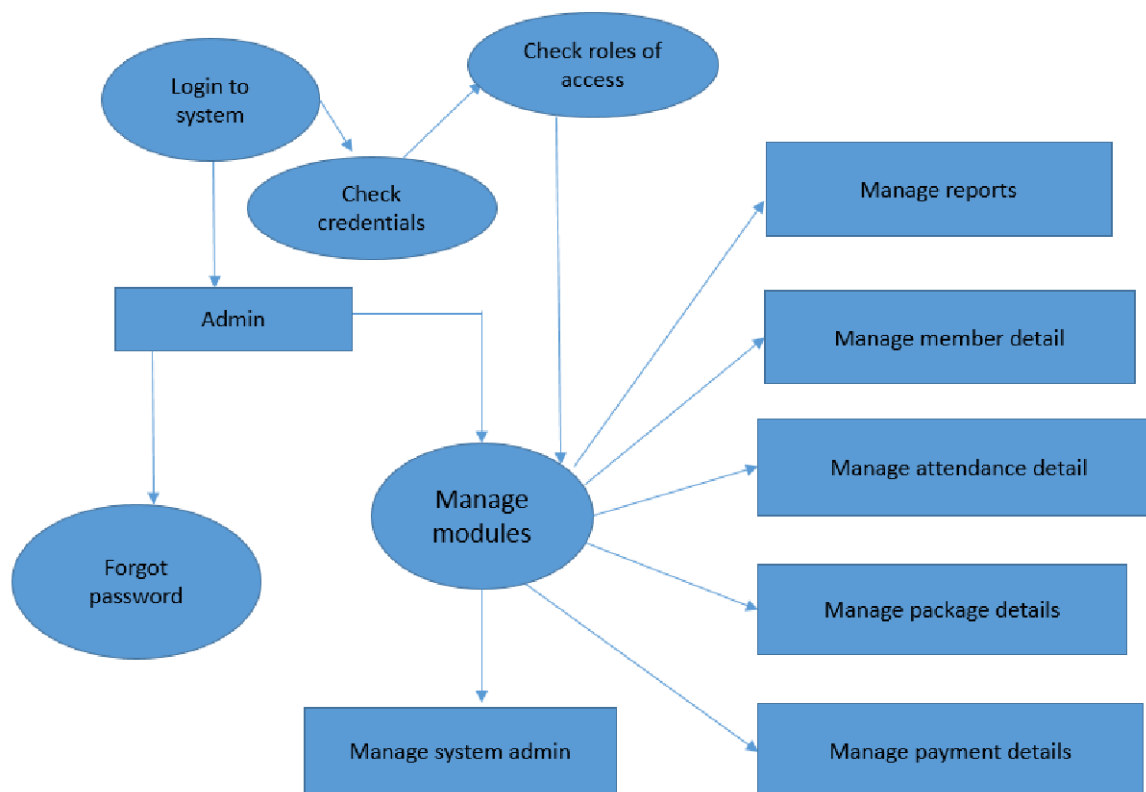 Login to
system
Check roles of
access
Check
credentials
Manage reports
Admin
Manage member detail
Manage attendance detail
Manage
modules
Forgot
password
Manage package details
Manage system admin
Manage payment details